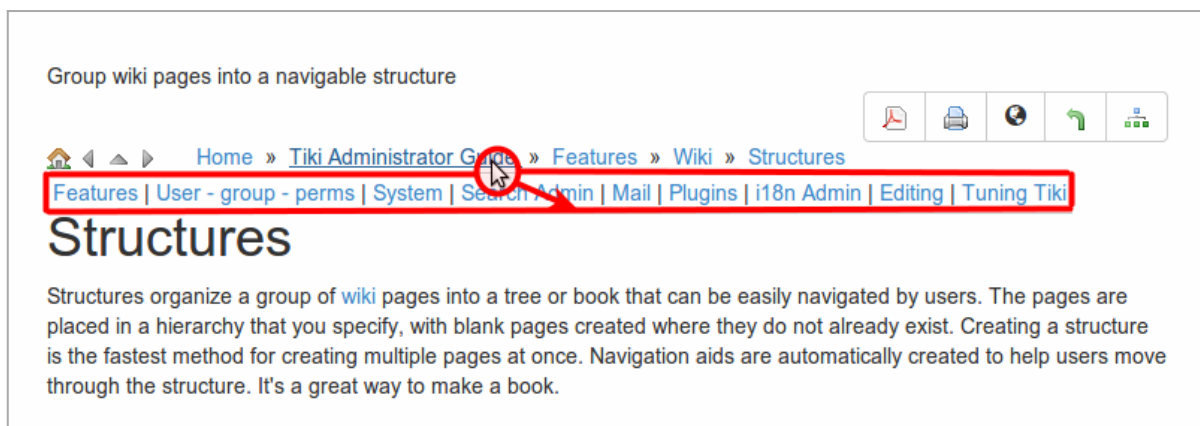 Group wiki pages into a navigable structure
Home » Tiki Administrator Guide » Features » Wiki » Structures
Features | User - group - perms | System | Search Admin | Mail | Plugins | i18n Admin | Editing | Tuning Tiki
Structures
Structures organize a group of wiki pages into a tree or book that can be easily navigated by users. The pages are
placed in a hierarchy that you specify, with blank pages created where they do not already exist. Creating a structure
is the fastest method for creating multiple pages at once. Navigation aids are automatically created to help users move
through the structure. It's a great way to make a book.